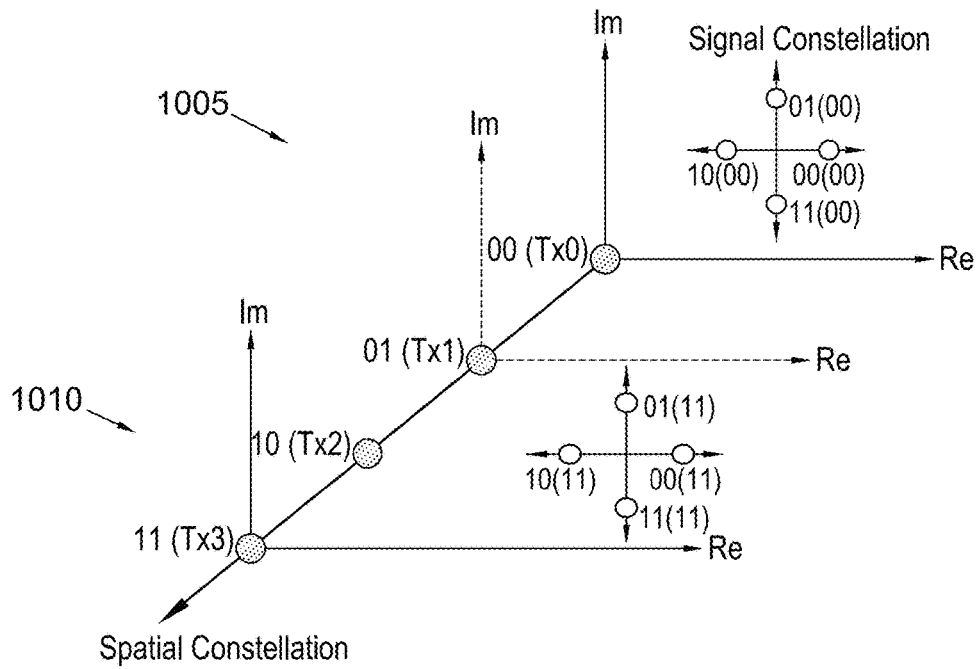 Im
Signal Constellation
1005
01(00)
Im
10(00)
00(00)
11(00)
00 (Tx0)
Re
Im
01 (Tx1)
Re
1010
01(11)
10 (Tx2)
10(11)
00(11)
11(11)
11 (Tx3)
Re
Spatial Constellation